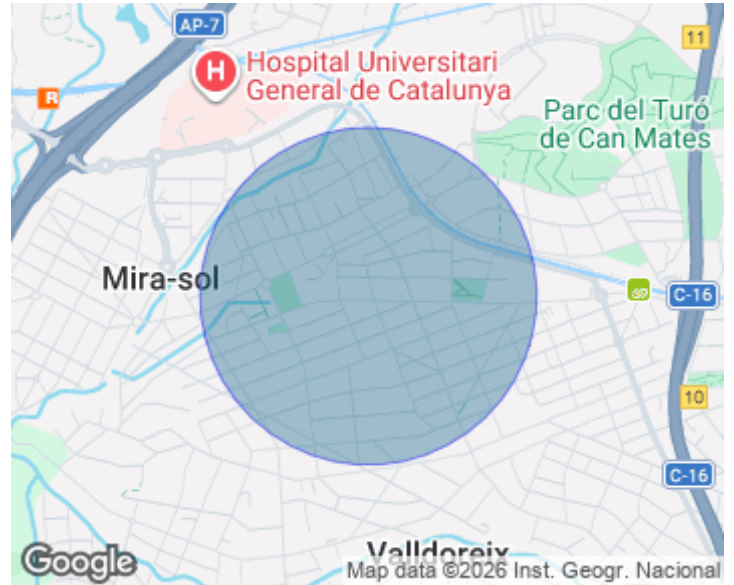 AP-7
11
H
Hospital Universitari
General de Catalunya
R
Parc del Turó
de Can Mates
Mira-sol
C-16
10
C-16
Valldoreix
Google
Map data ©2026 Inst. Geogr. Nacional